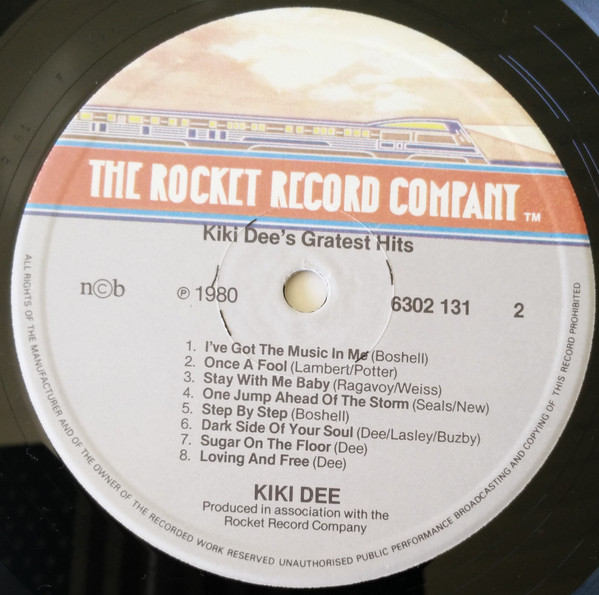 THE ROCKET RECORD COMPANY TM
Kiki Dee's Gratest Hits
n©b
℗ 1980
6302 131 2
1. I've Got The Music In Me (Boshell)
2. Once A Fool (Lambert/Potter)
3. Stay With Me Baby (Ragavoy/Weiss)
4. One Jump Ahead Of The Storm (Seals/New)
5. Step By Step (Boshell)
6. Dark Side Of Your Soul (Dee/Lasley/Buzby)
7. Sugar On The Floor (Dee)
8. Loving And Free (Dee)
KIKI DEE
Produced in association with the
Rocket Record Company
ALL RIGHTS OF THE MANUFACTURER AND OF THE OWNER OF THE RECORDED WORK RESERVED UNAUTHORISED PUBLIC PERFORMANCE BROADCASTING AND COPYING OF THIS RECORD PROHIBITED